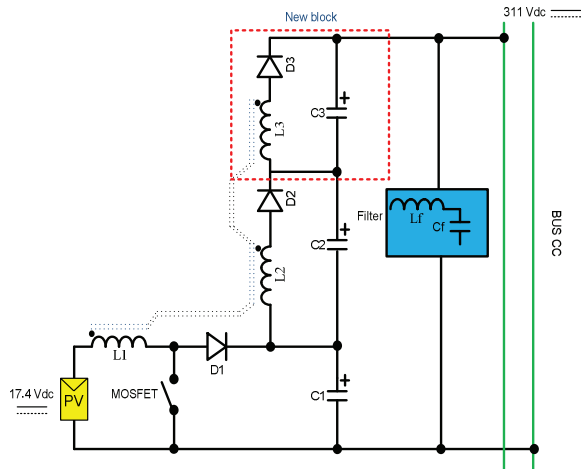 New block
311 Vdc
D3
L3
C3
D2
Filter
Lf
Cf
BUS CC
C2
L2
L1
D1
17.4 Vdc
PV
MOSFET
C1